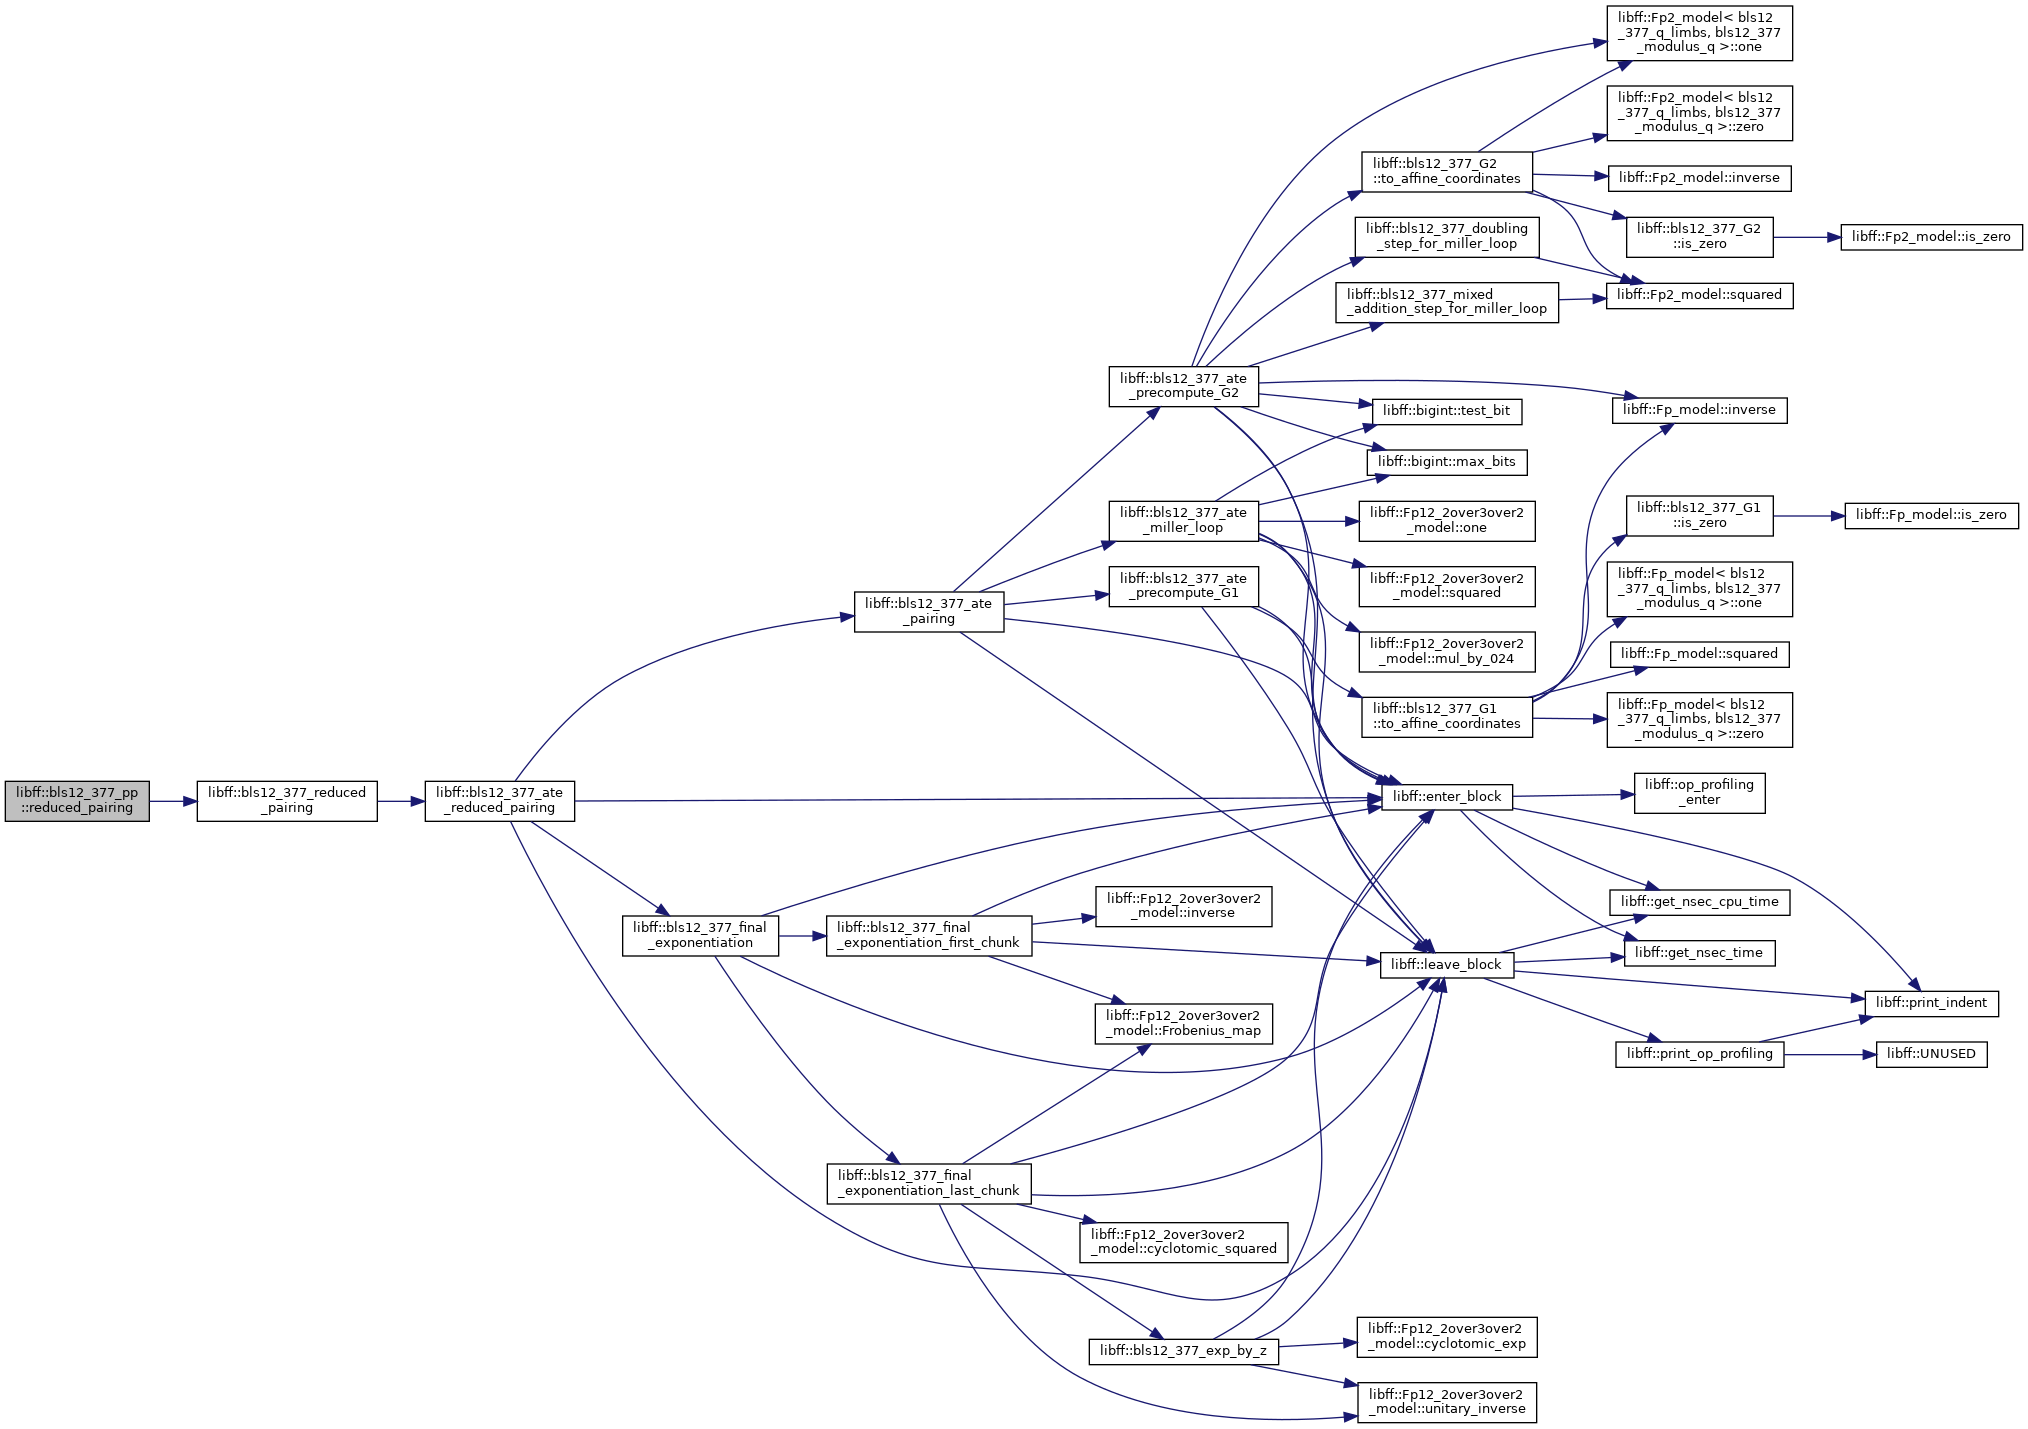 libff::bls12_377_pp
::reduced_pairing
libff::bls12_377_reduced
_pairing
libff::bls12_377_ate
_reduced_pairing
libff::bls12_377_ate
_pairing
libff::bls12_377_final
_exponentiation
libff::bls12_377_final
_exponentiation_first_chunk
libff::bls12_377_final
_exponentiation_last_chunk
libff::bls12_377_ate
_precompute_G2
libff::bls12_377_ate
_miller_loop
libff::bls12_377_ate
_precompute_G1
libff::Fp12_2over3over2
_model::inverse
libff::Fp12_2over3over2
_model::Frobenius_map
libff::Fp12_2over3over2
_model::cyclotomic_squared
libff::bls12_377_exp_by_z
libff::bls12_377_G2
::to_affine_coordinates
libff::bls12_377_doubling
_step_for_miller_loop
libff::bls12_377_mixed
_addition_step_for_miller_loop
libff::bigint::test_bit
libff::bigint::max_bits
libff::Fp12_2over3over2
_model::one
libff::Fp12_2over3over2
_model::squared
libff::Fp12_2over3over2
_model::mul_by_024
libff::bls12_377_G1
::to_affine_coordinates
libff::enter_block
libff::leave_block
libff::Fp12_2over3over2
_model::cyclotomic_exp
libff::Fp12_2over3over2
_model::unitary_inverse
libff::Fp2_model< bls12
_377_q_limbs, bls12_377
_modulus_q >::one
libff::Fp2_model< bls12
_377_q_limbs, bls12_377
_modulus_q >::zero
libff::Fp2_model::inverse
libff::bls12_377_G2
::is_zero
libff::Fp2_model::squared
libff::Fp_model::inverse
libff::bls12_377_G1
::is_zero
libff::Fp_model< bls12
_377_q_limbs, bls12_377
_modulus_q >::one
libff::Fp_model::squared
libff::Fp_model< bls12
_377_q_limbs, bls12_377
_modulus_q >::zero
libff::op_profiling
_enter
libff::get_nsec_cpu_time
libff::get_nsec_time
libff::print_op_profiling
libff::Fp2_model::is_zero
libff::Fp_model::is_zero
libff::print_indent
libff::UNUSED